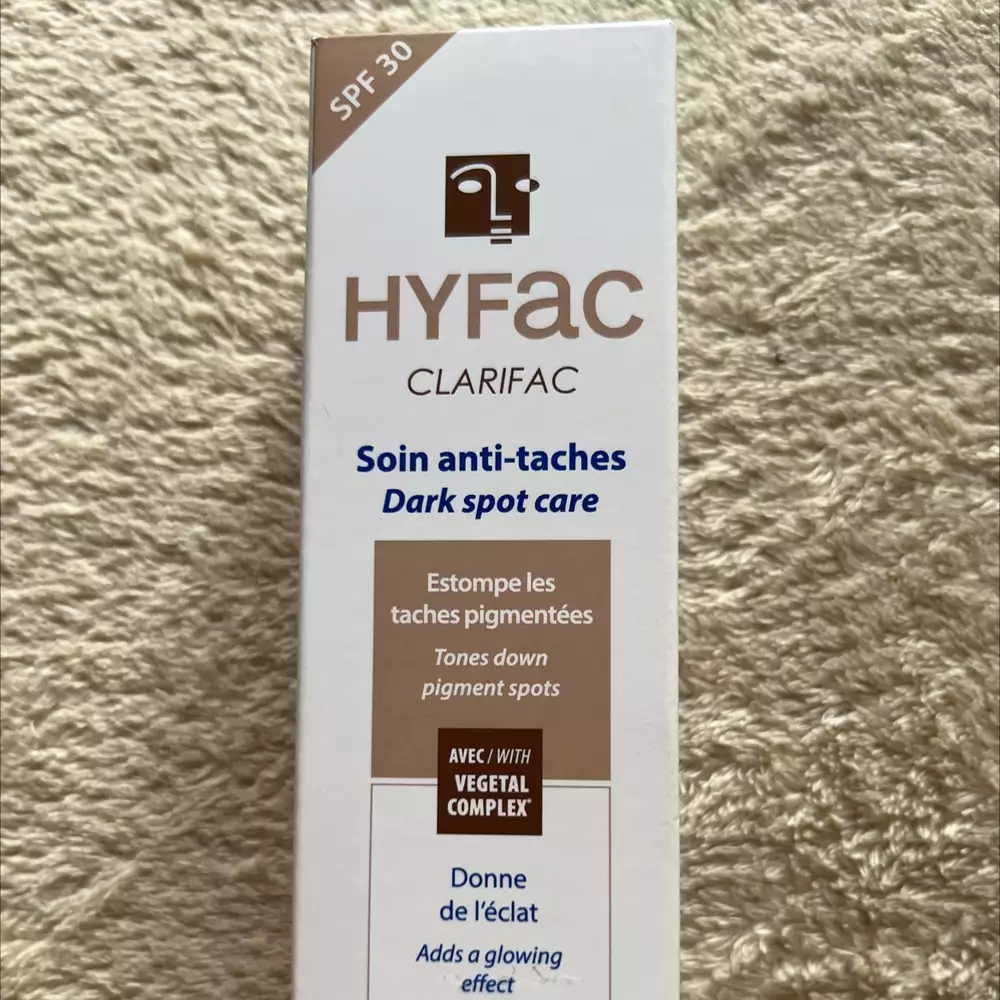 SPF 30
HYFac
CLARIFAC
Soin anti-taches
Dark spot care
Estompe les
taches pigmentées
Tones down
pigment spots
AVEC / WITH
VEGETAL
COMPLEX*
Donne
de l'éclat
Adds a glowing
effect